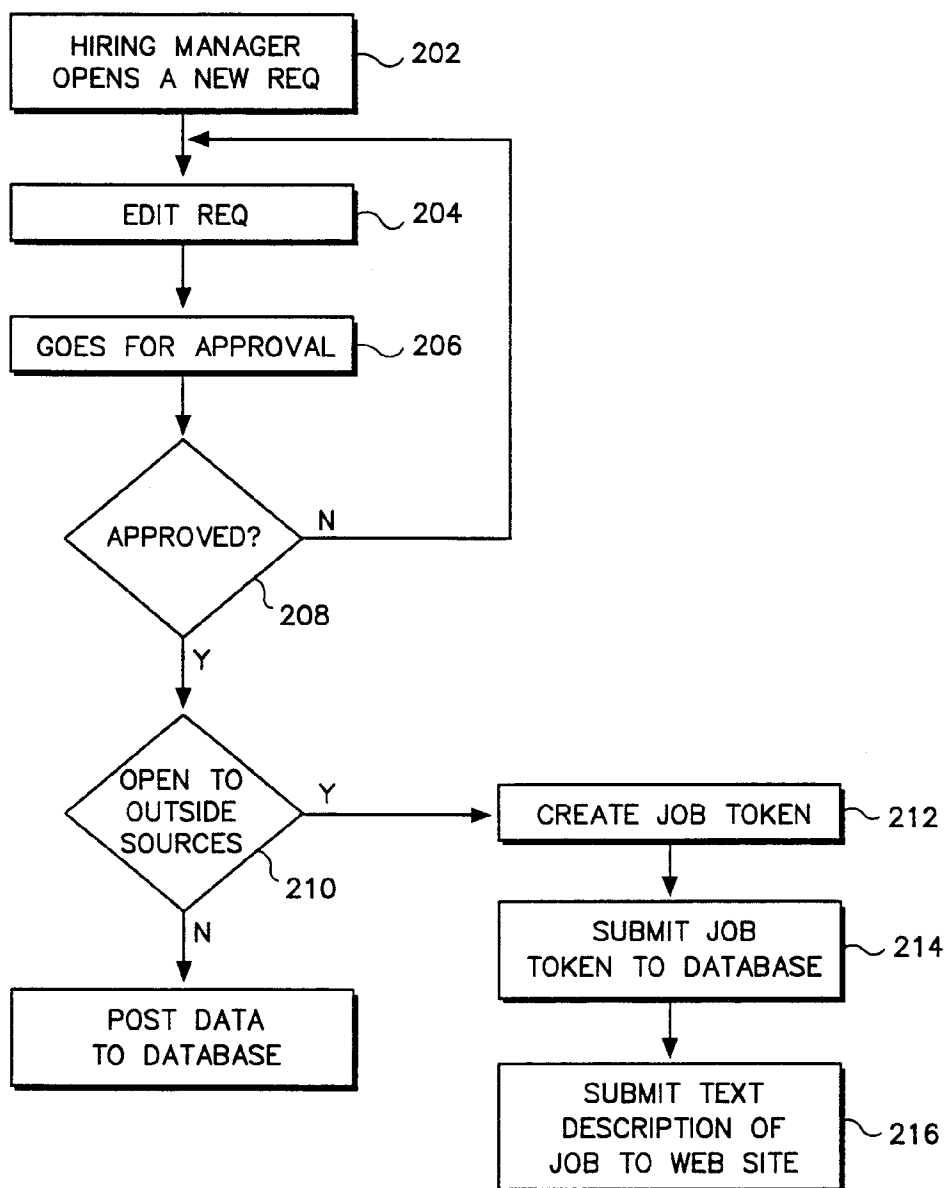 HIRING MANAGER
OPENS A NEW REQ
202
EDIT REQ
204
GOES FOR APPROVAL
206
APPROVED?
N
208
Y
OPEN TO
OUTSIDE
SOURCES
Y
210
N
CREATE JOB TOKEN
212
SUBMIT JOB
TOKEN TO DATABASE
214
POST DATA
TO DATABASE
SUBMIT TEXT
DESCRIPTION OF
JOB TO WEB SITE
216